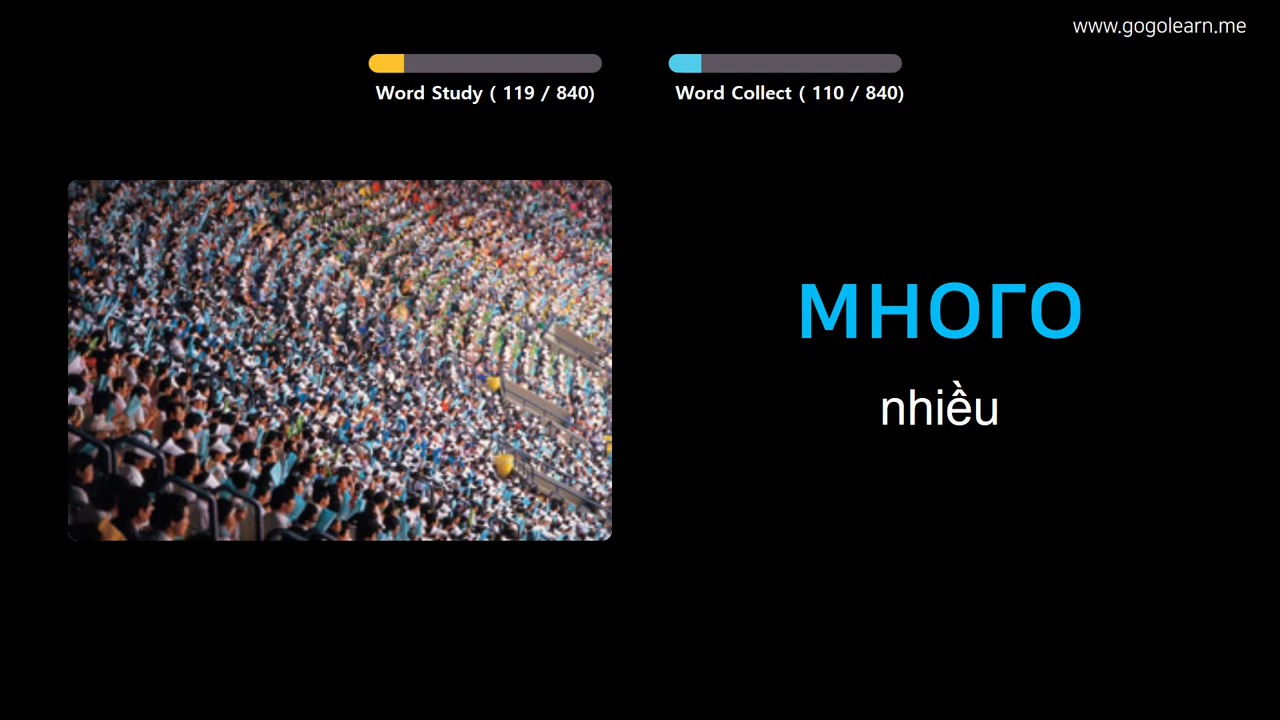 www.gogolearn.me
Word Study ( 119 / 840)
Word Collect ( 110 / 840)
много
nhiều